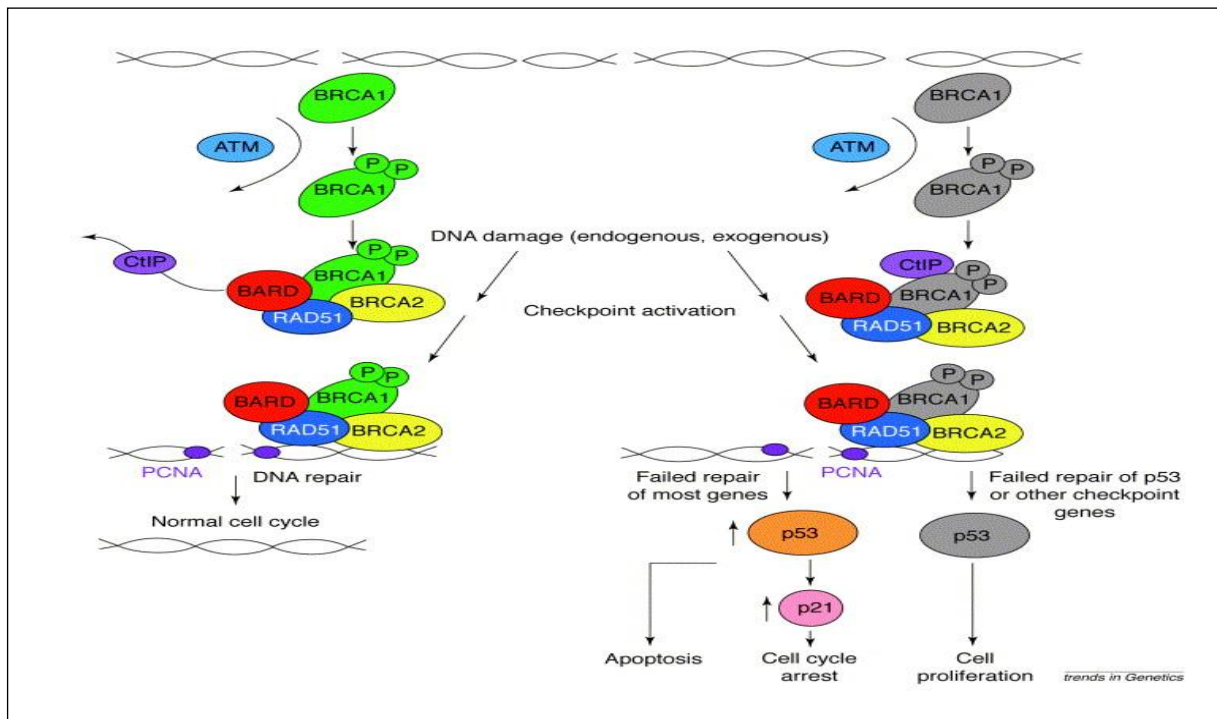 BRCA1
ATM
P P
BRCA1
CtIP
P P
BRCA1
BARD
BRCA2
RAD51
P P
BARD
BRCA1
RAD51
BRCA2
PCNA
DNA repair
Normal cell cycle
DNA damage (endogenous, exogenous)
Checkpoint activation
BRCA1
ATM
P P
BRCA1
CtIP
P P
BARD
BRCA1
RAD51
BRCA2
P P
BARD
BRCA1
RAD51
BRCA2
PCNA
Failed repair
of most genes
Failed repair of p53
or other checkpoint
genes
p53
p53
p21
Apoptosis
Cell cycle
arrest
Cell
proliferation
trends in Genetics